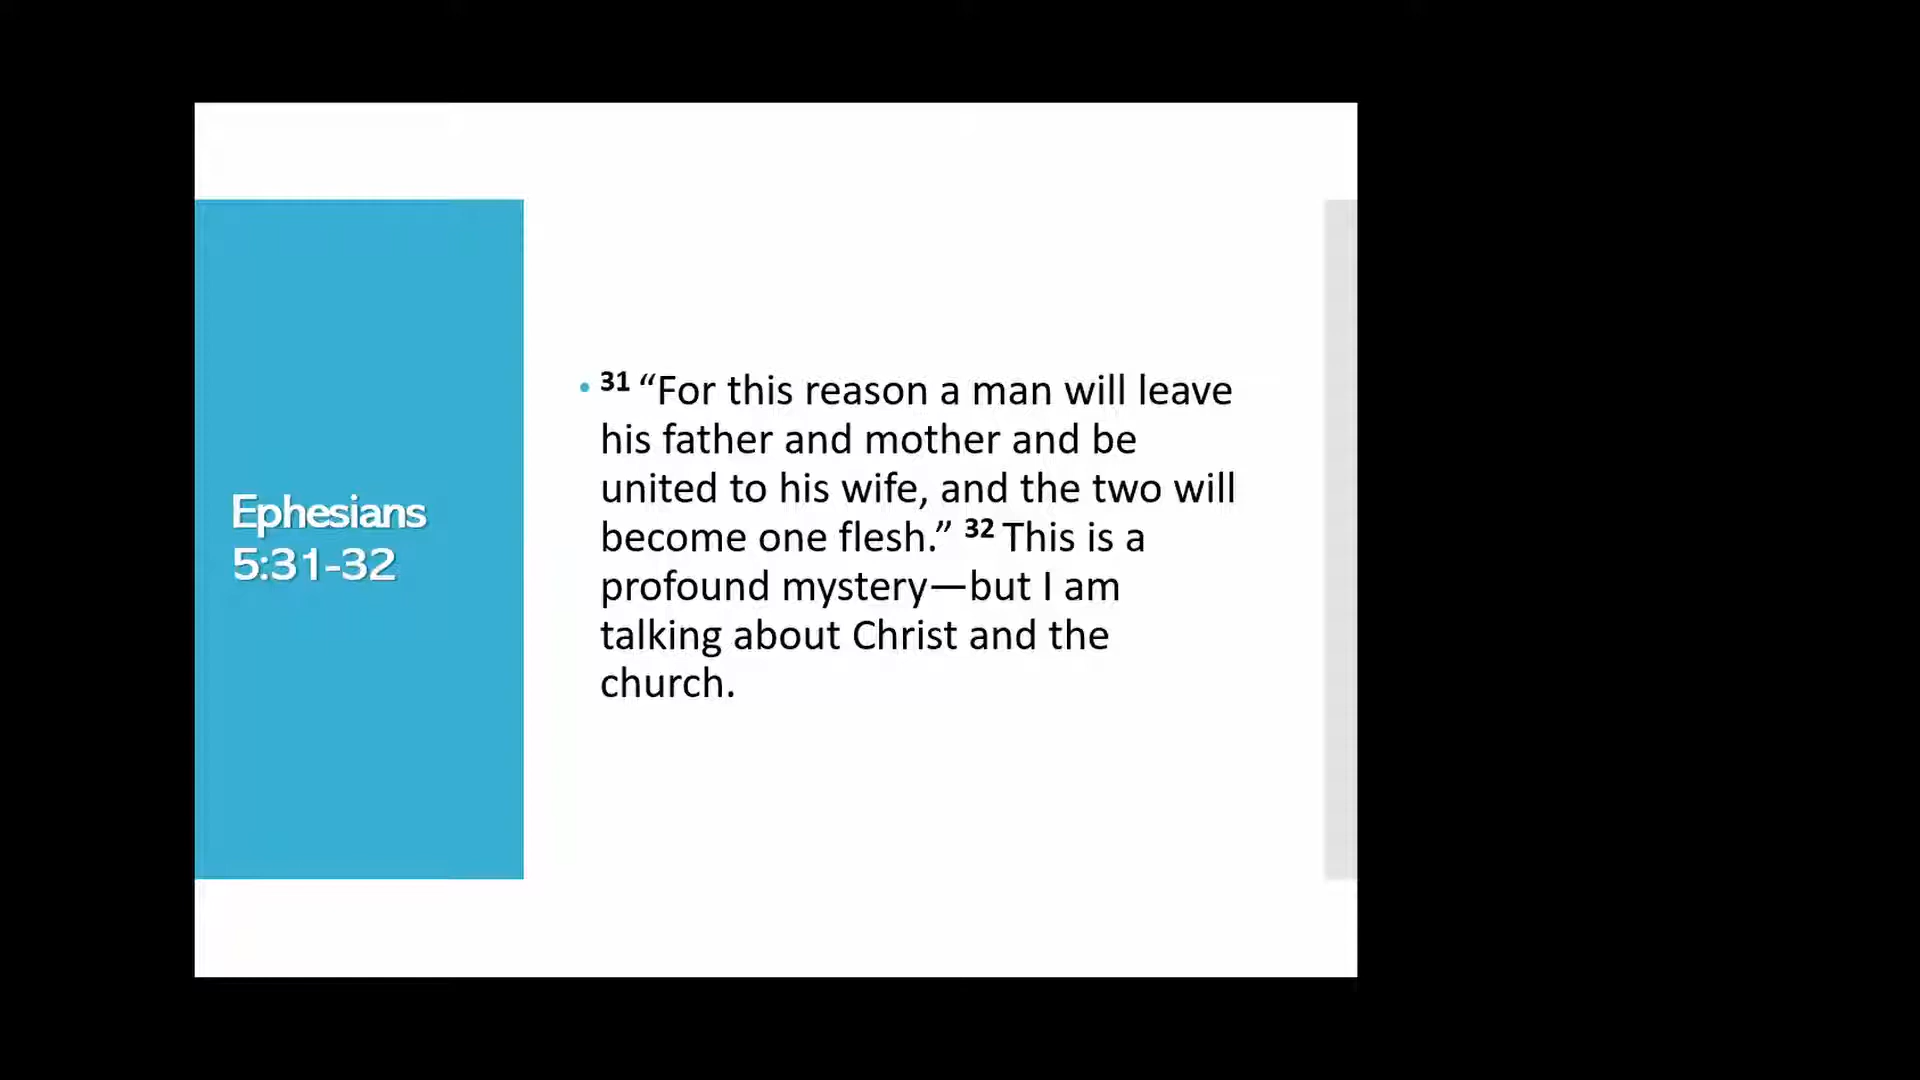 Ephesians
5:31-32
• 31 “For this reason a man will leave
his father and mother and be
united to his wife, and the two will
become one flesh.” 32 This is a
profound mystery—but I am
talking about Christ and the
church.